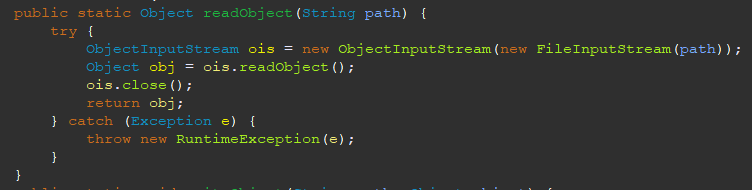 public static Object readObject(String path) {
    try {
        ObjectInputStream ois = new ObjectInputStream(new FileInputStream(path));
        Object obj = ois.readObject();
        ois.close();
        return obj;
    } catch (Exception e) {
        throw new RuntimeException(e);
    }
}